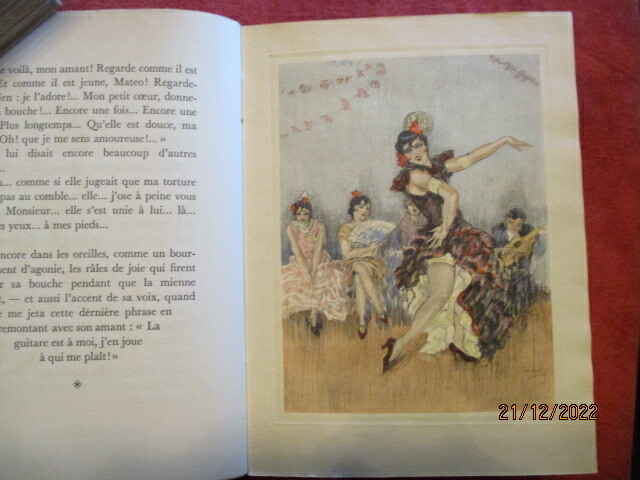 e voilà, mon amant! Regarde comme il est
Et comme il est jeune, Mateo! Regarde-
ien : je l'adore!... Mon petit cœur, donne-
bouche!... Encore une fois... Encore une
Plus longtemps... Qu'elle est douce, ma
Oh! que je me sens amoureuse!... »
lui disait encore beaucoup d'autres
... comme si elle jugeait que ma torture
pas au comble... elle... j'ose à peine vous
Monsieur... elle s'est unie à lui... là...
s yeux... à mes pieds...
encore dans les oreilles, comme un bour-
ment d'agonie, les râles de joie qui firent
r sa bouche pendant que la mienne
t, — et aussi l'accent de sa voix, quand
e me jeta cette dernière phrase en
remontant avec son amant : « La
guitare est à moi, j'en joue
à qui me plaît! »
21/12/2022